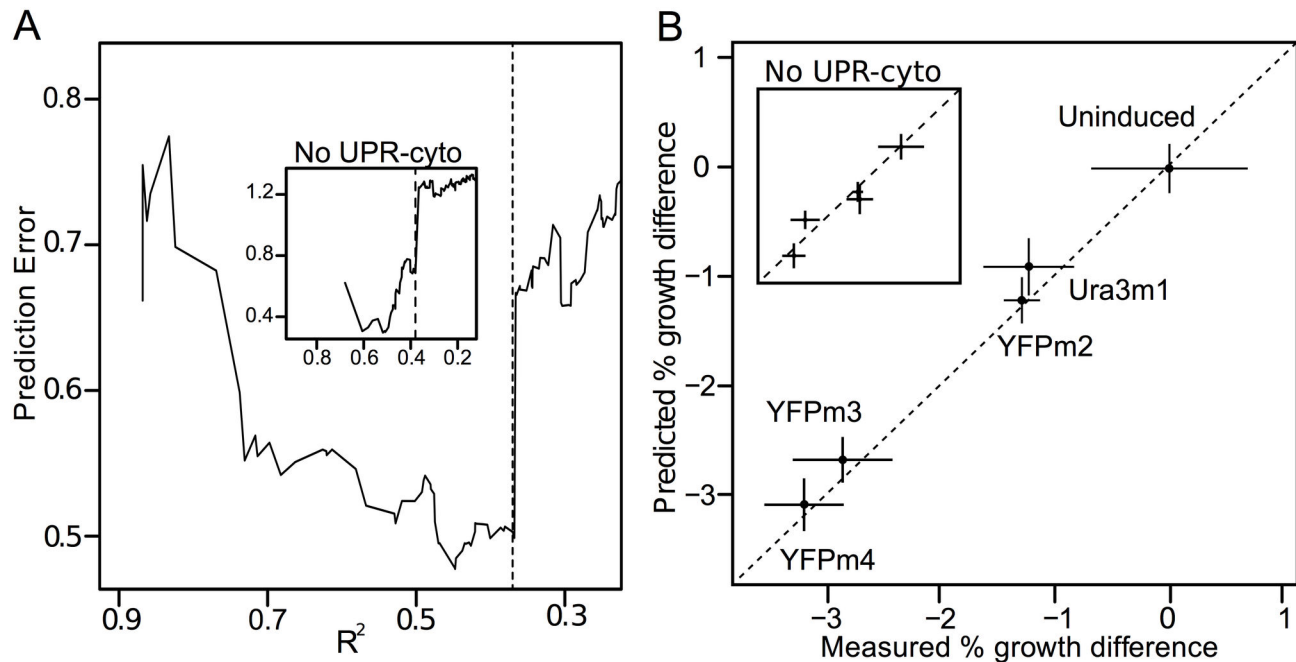 A
Prediction Error
0.8
0.7
0.6
0.5
No UPR-cyto
1.2
0.8
0.4
0.8 0.6 0.4 0.2
0.9 0.7 0.5 0.3
R²
B
Predicted % growth difference
1
0
−1
−2
−3
No UPR-cyto
Uninduced
Ura3m1
YFPm2
YFPm3
YFPm4
−3 −2 −1 0 1
Measured % growth difference